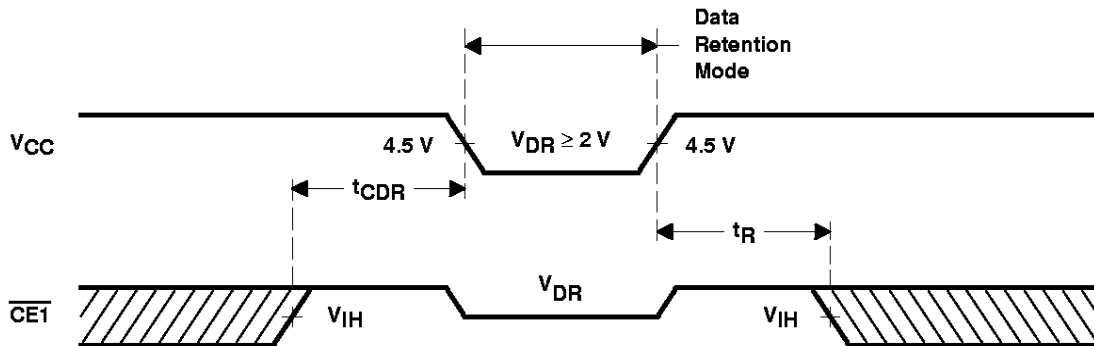 Data
Retention
Mode
VCC
4.5 V
VDR ≥ 2 V
4.5 V
tCDR
tR
CE1
VIH
VDR
VIH